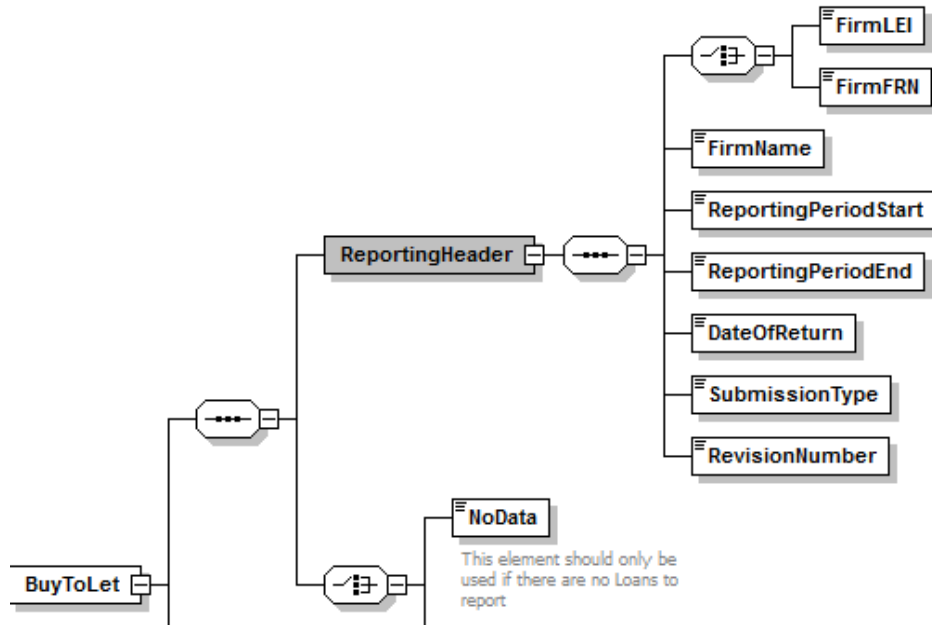 FirmLEI
FirmFRN
FirmName
ReportingPeriodStart
ReportingHeader
ReportingPeriodEnd
DateOfReturn
SubmissionType
RevisionNumber
NoData
This element should only be
used if there are no Loans to
report
BuyToLet